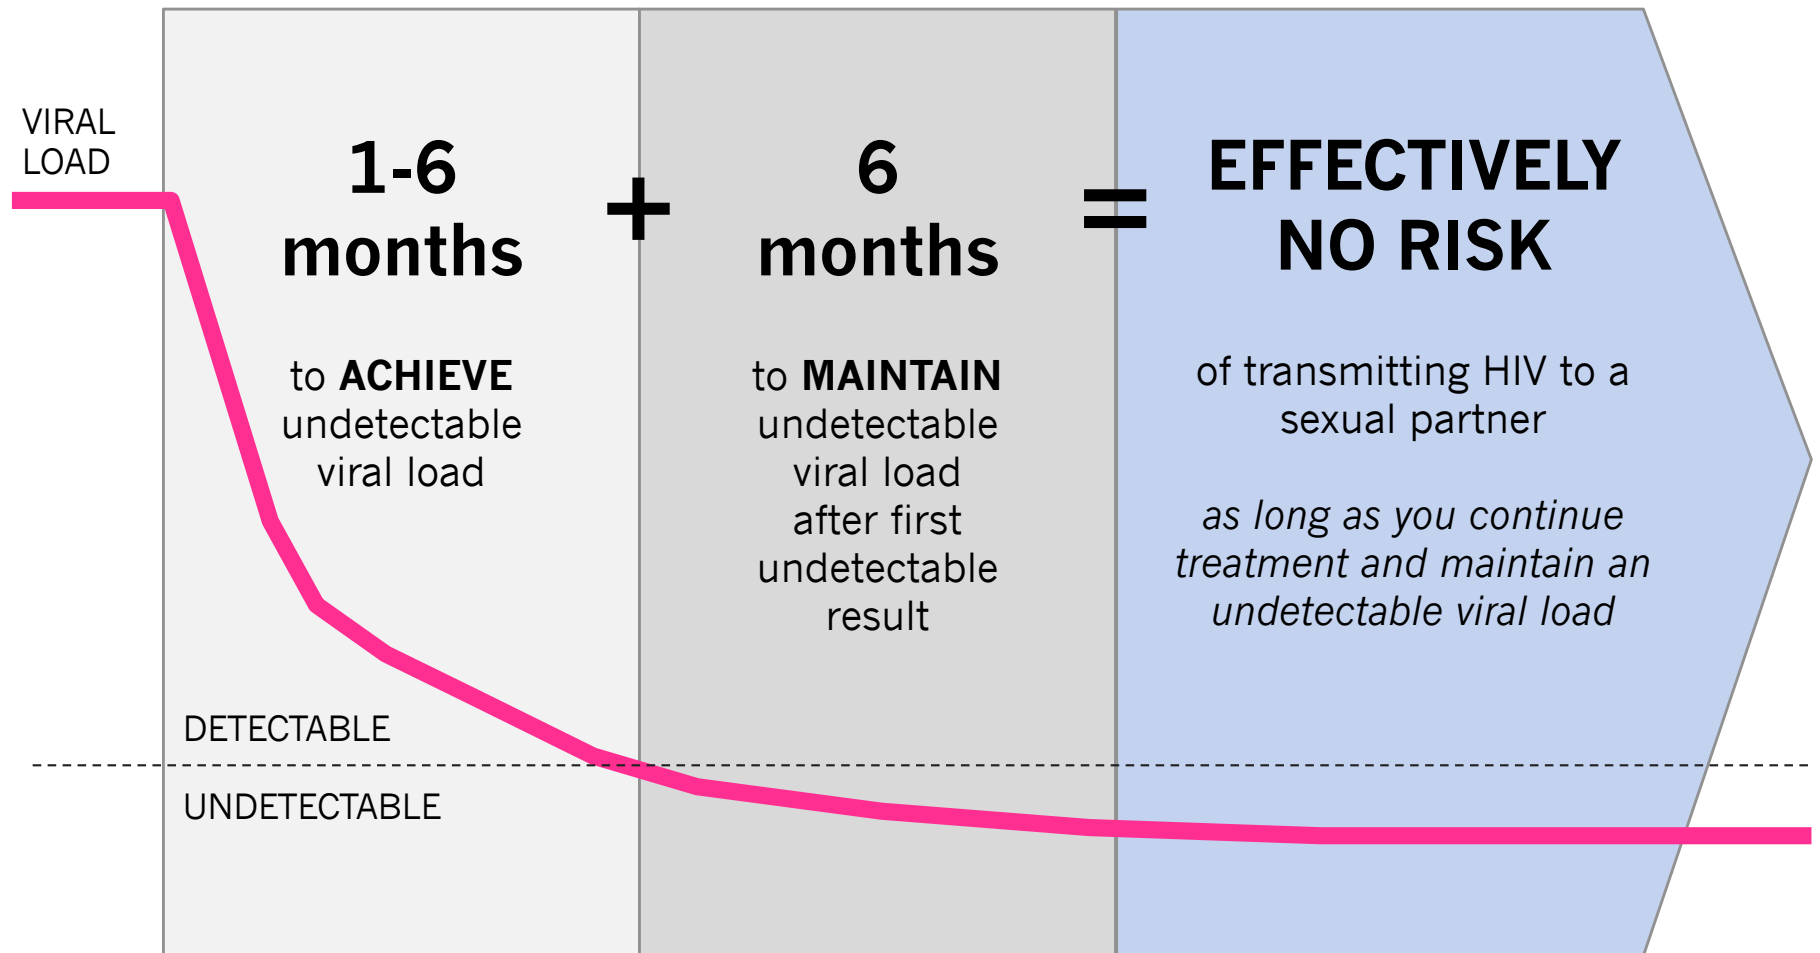 VIRAL
LOAD
1-6
months
to ACHIEVE
undetectable
viral load
+
6
months
to MAINTAIN
undetectable
viral load
after first
undetectable
result
=
EFFECTIVELY
NO RISK
of transmitting HIV to a
sexual partner
as long as you continue
treatment and maintain an
undetectable viral load
DETECTABLE
UNDETECTABLE